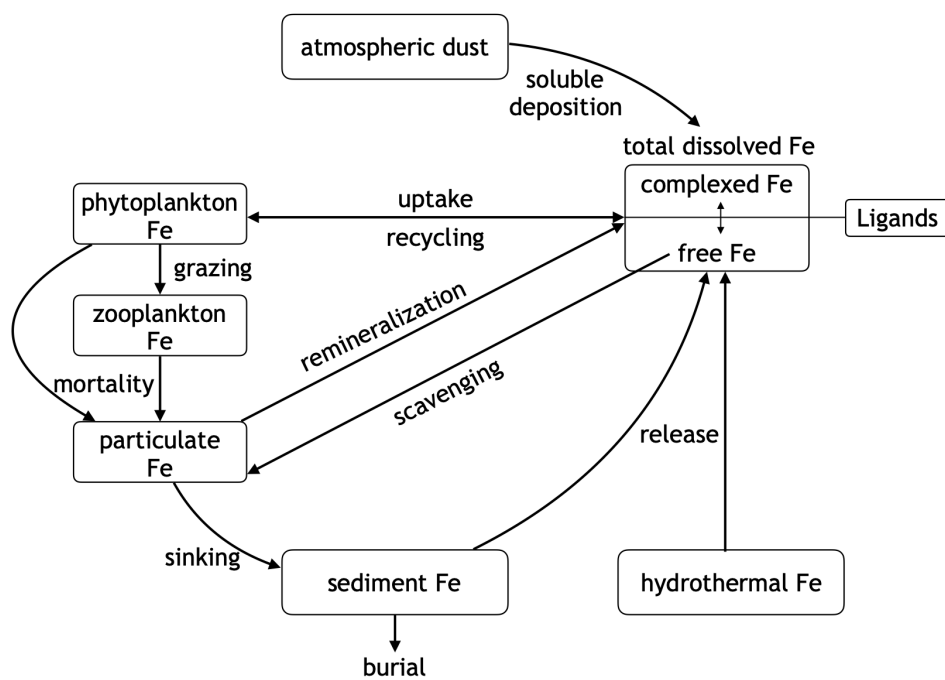 atmospheric dust
soluble
deposition
total dissolved Fe
complexed Fe
phytoplankton
Fe
uptake
recycling
Ligands
free Fe
grazing
zooplankton
Fe
remineralization
mortality
scavenging
particulate
Fe
release
sinking
sediment Fe
hydrothermal Fe
burial